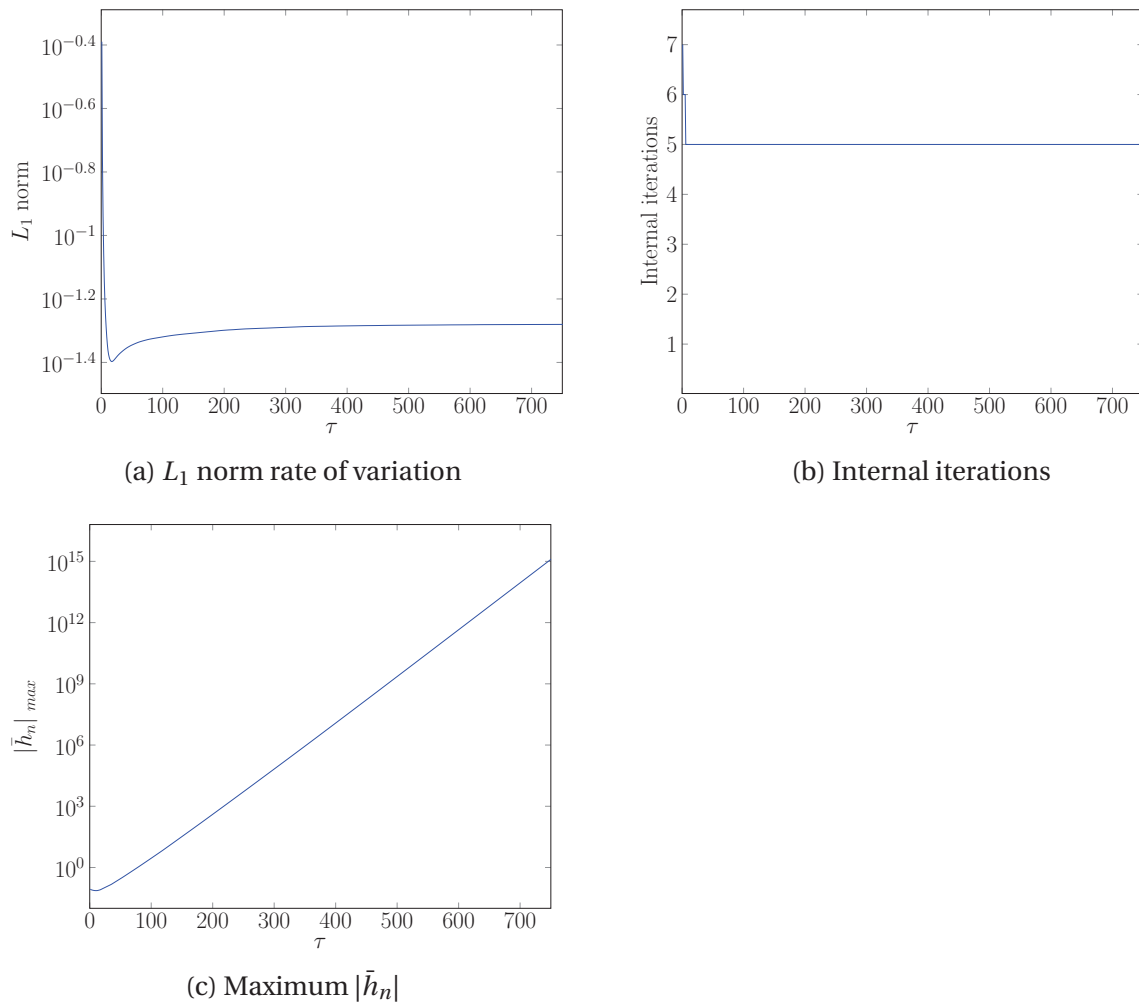 10^{-0.4}
10^{-0.6}
10^{-0.8}
10^{-1}
10^{-1.2}
10^{-1.4}
L_1 norm
0 100 200 300 400 500 600 700
τ
(a) L_1 norm rate of variation
7
6
5
4
3
2
1
Internal iterations
0 100 200 300 400 500 600 700
τ
(b) Internal iterations
10^{15}
10^{12}
10^9
10^6
10^3
10^0
|h̄_n|_{max}
0 100 200 300 400 500 600 700
τ
(c) Maximum |h̄_n|